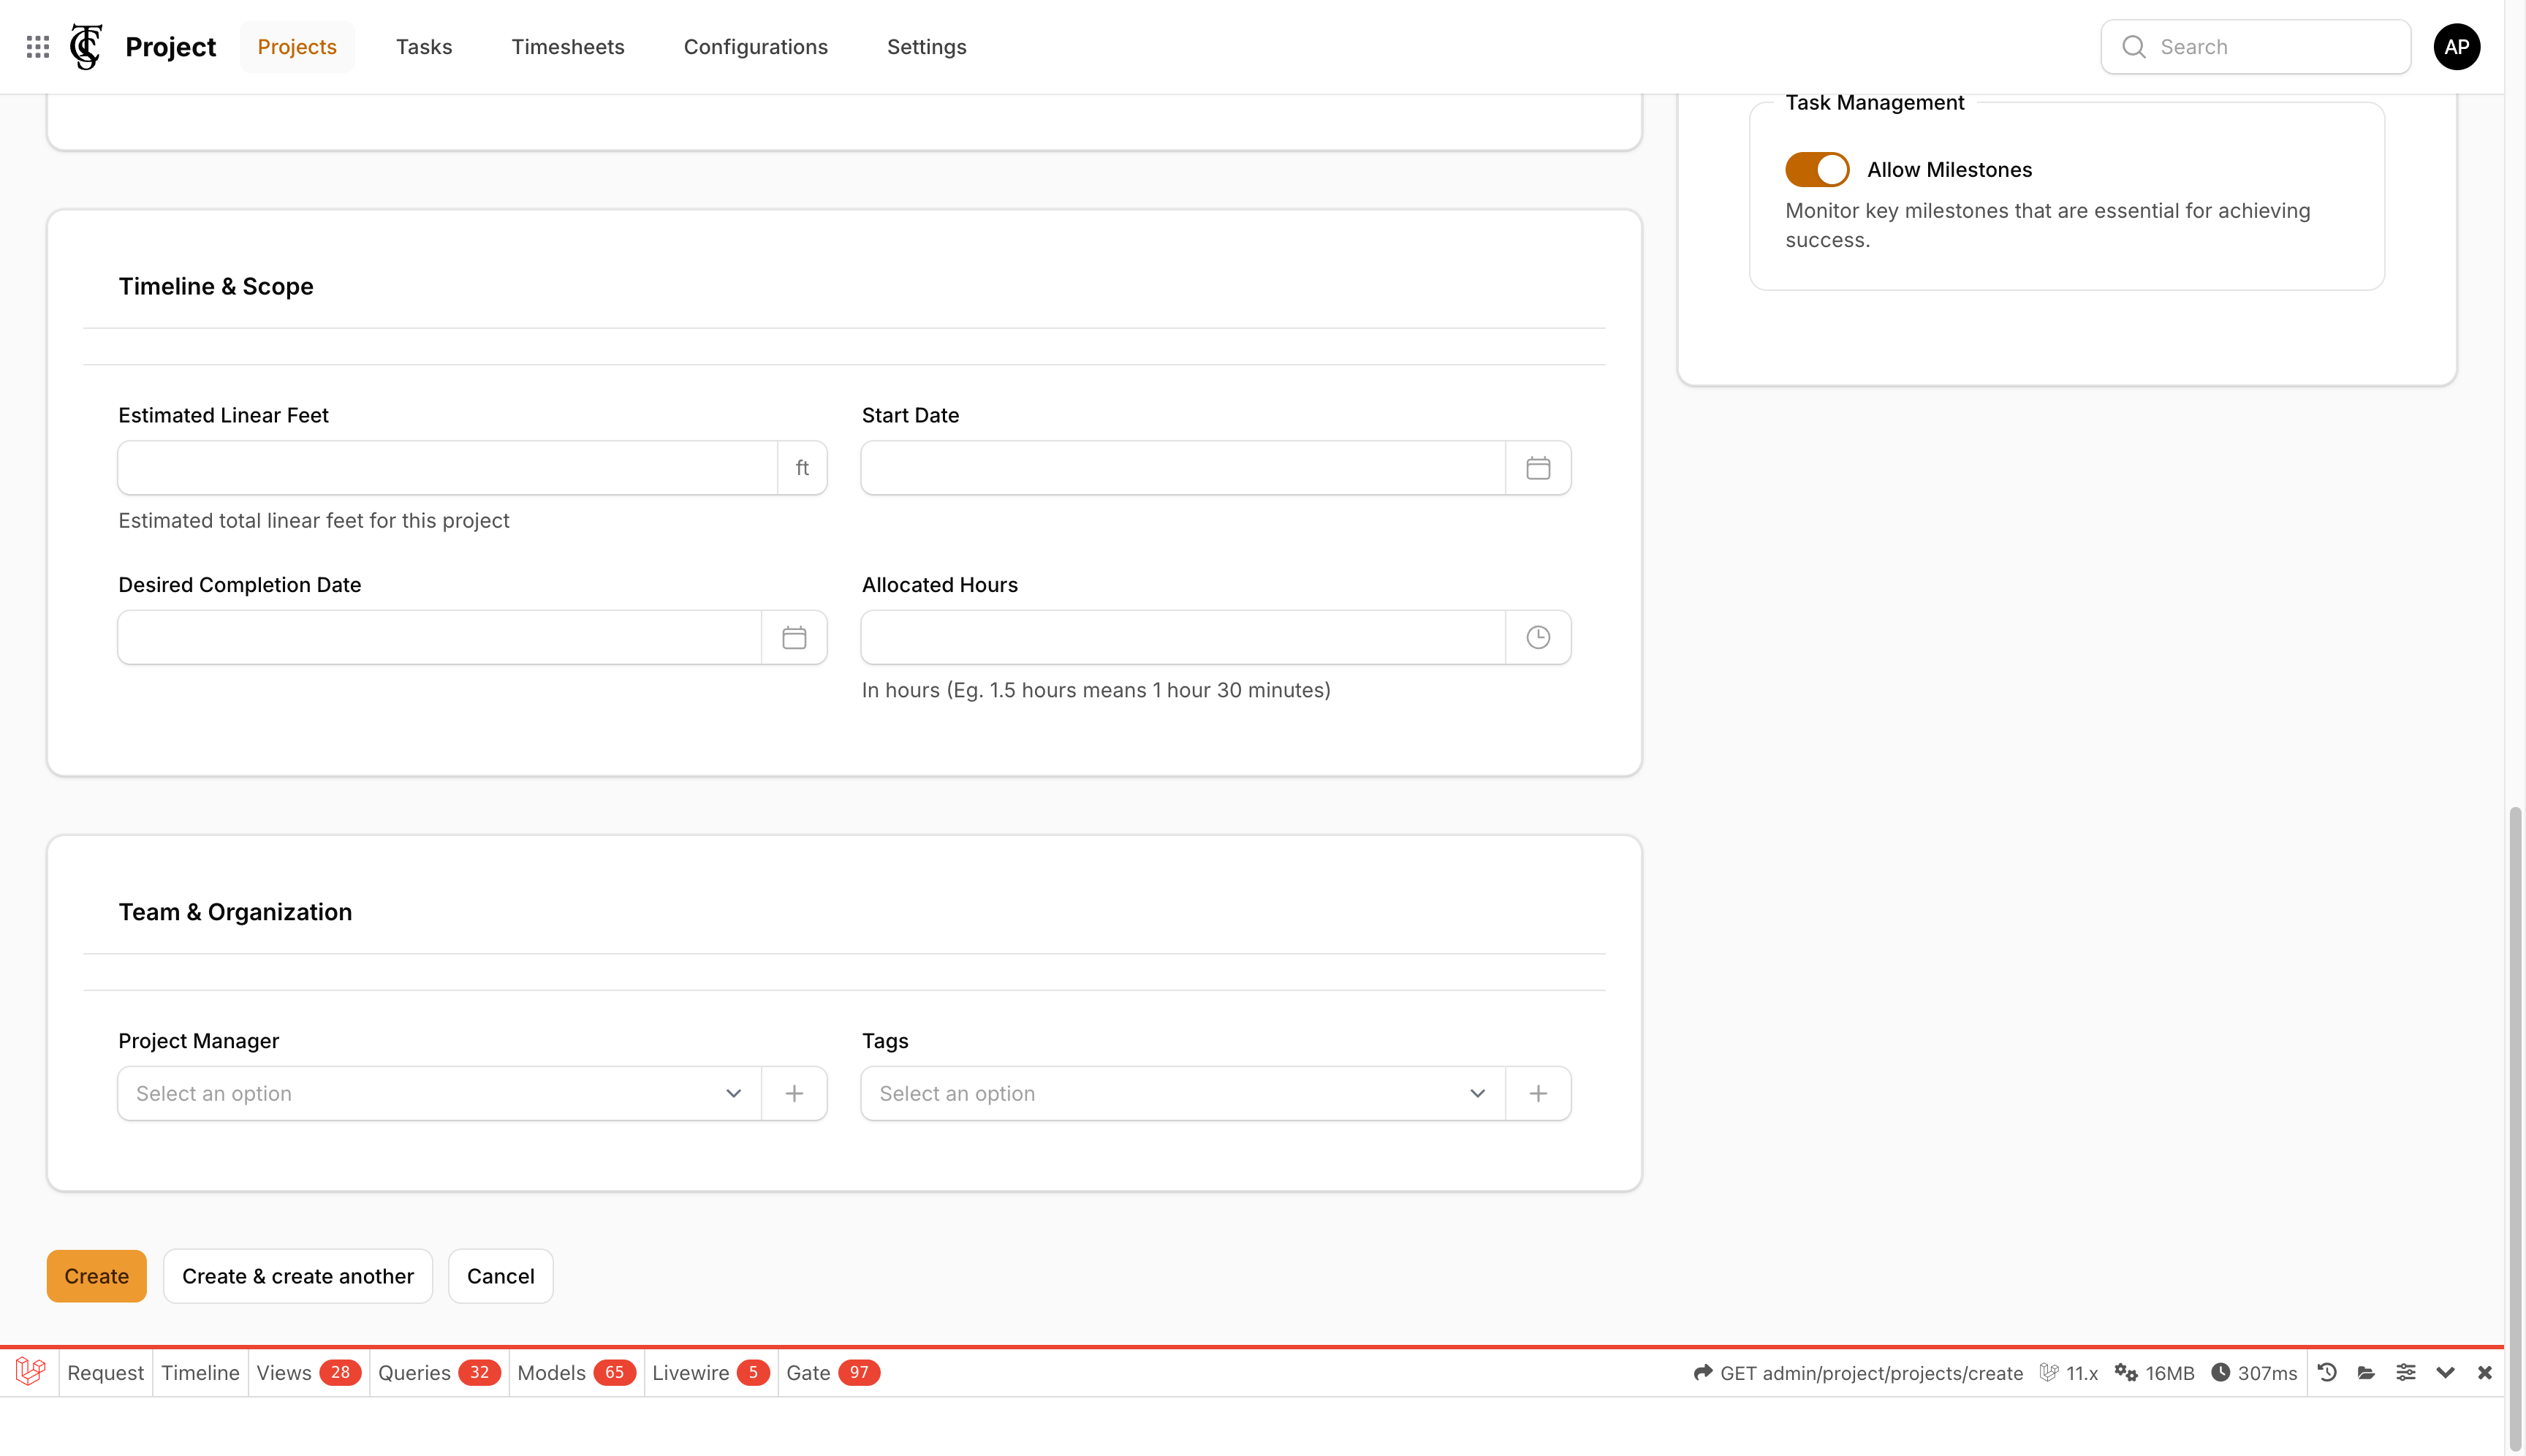 Project
Projects
Tasks
Timesheets
Configurations
Settings
Search
AP
Task Management
Allow Milestones
Monitor key milestones that are essential for achieving
success.
Timeline & Scope
Estimated Linear Feet
Start Date
ft
Estimated total linear feet for this project
Desired Completion Date
Allocated Hours
In hours (Eg. 1.5 hours means 1 hour 30 minutes)
Team & Organization
Project Manager
Tags
Select an option
Select an option
Create
Create & create another
Cancel
Request
Timeline
Views 28
Queries 32
Models 65
Livewire 5
Gate 97
GET admin/project/projects/create
11.x
16MB
307ms